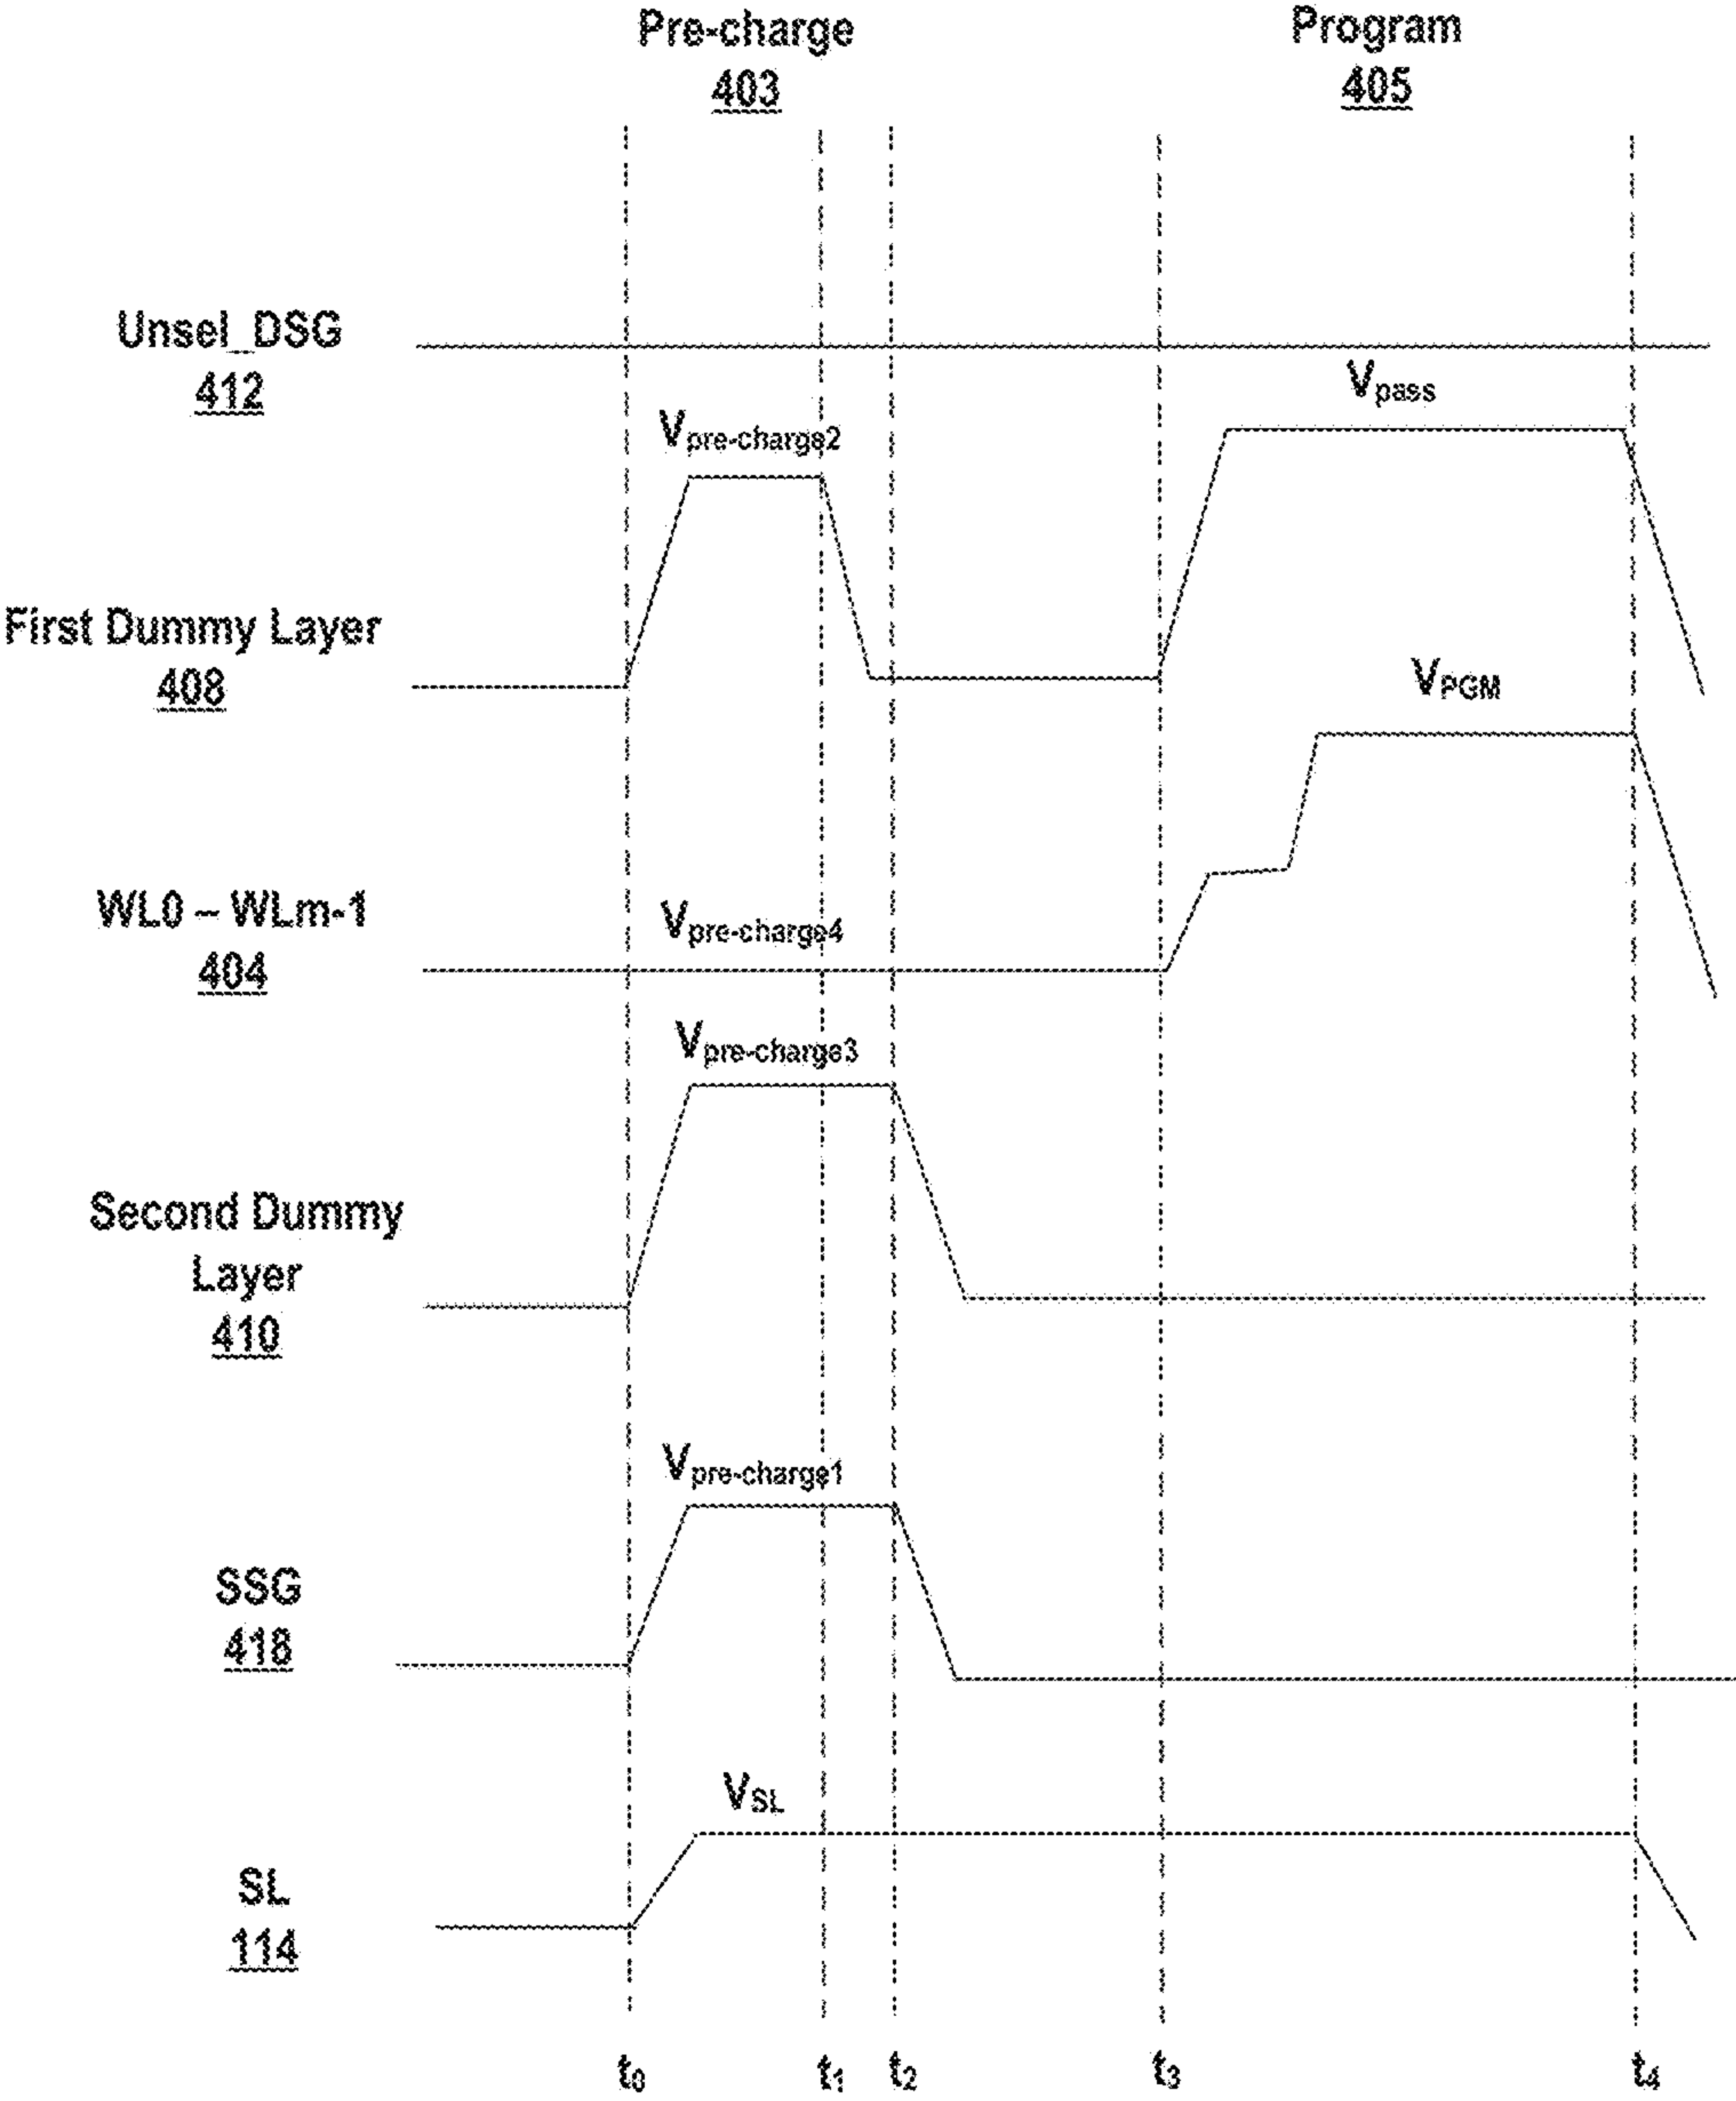 Pre-charge
403
Program
405
Unsel_DSG
412
Vpass
Vpre-charge2
First Dummy Layer
408
VPGM
WL0 – WLm-1
404
Vpre-charge4
Vpre-charge3
Second Dummy
Layer
410
Vpre-charge1
SSG
418
VSL
SL
114
t0 t1 t2 t3 t4